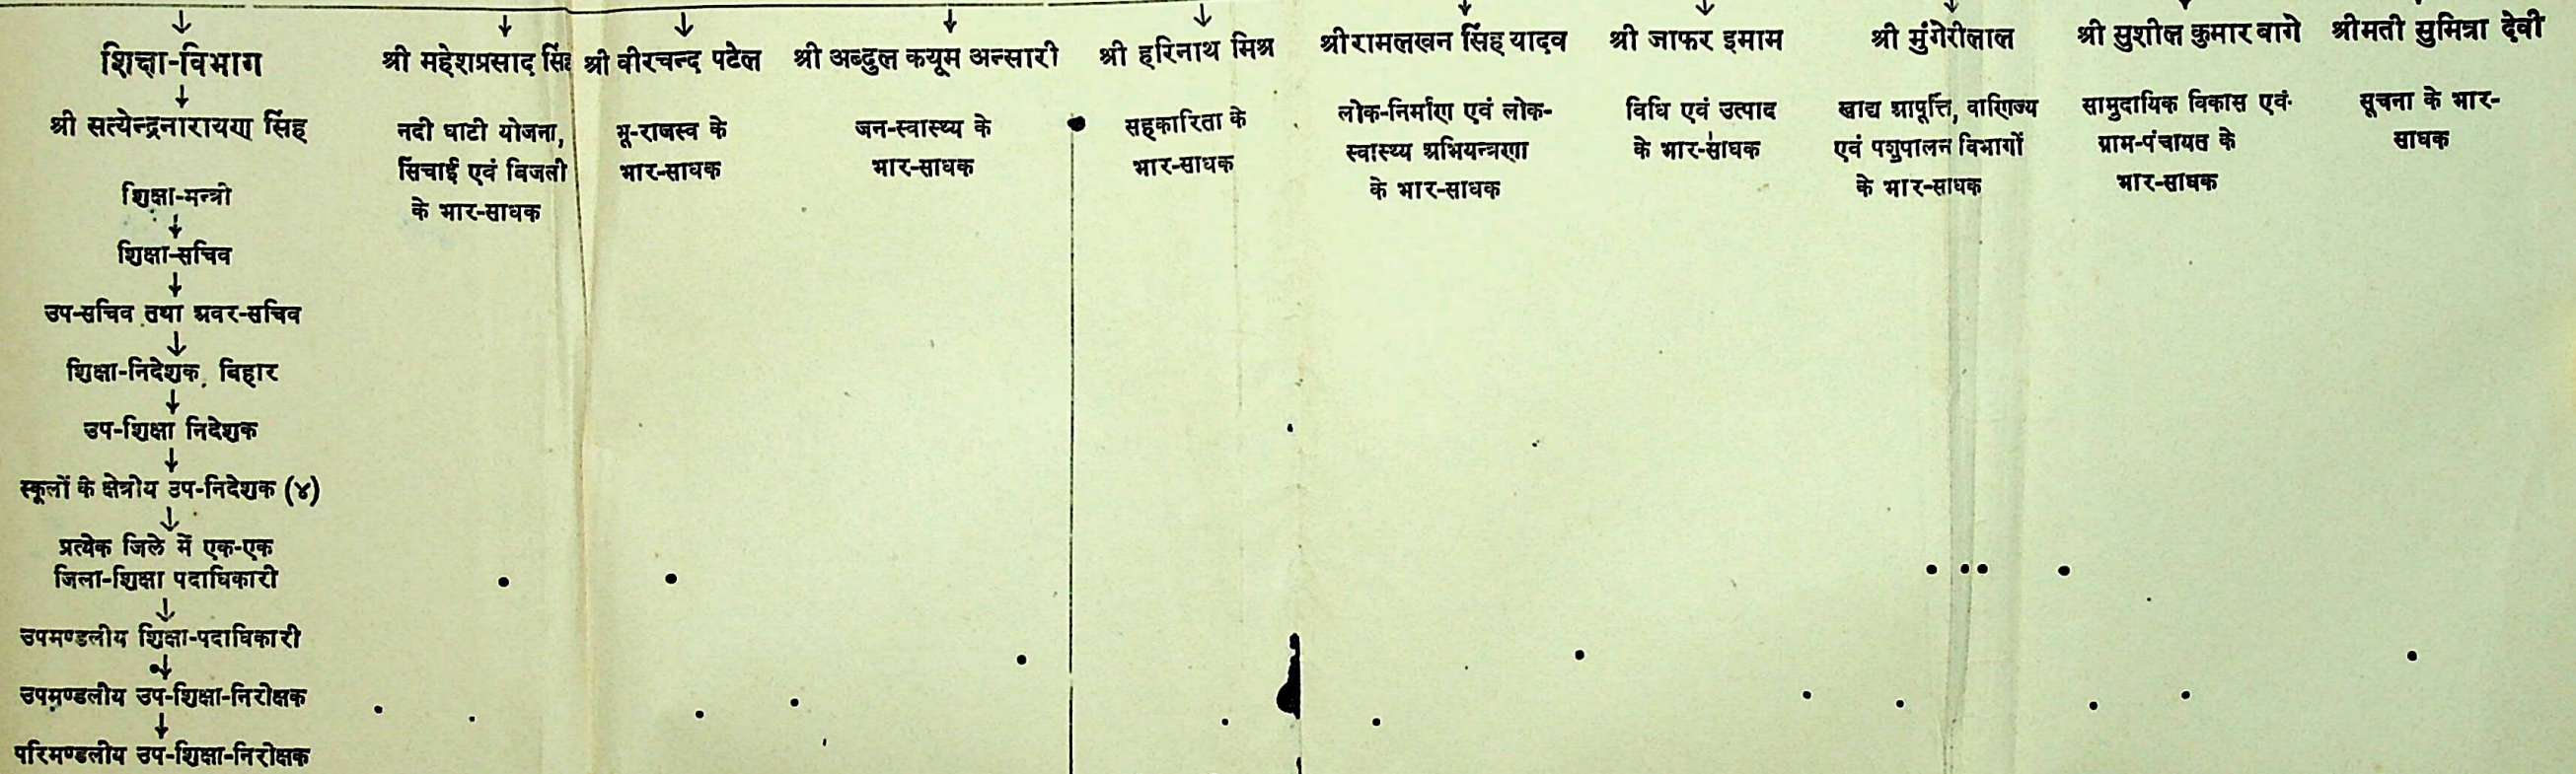 शिक्षा-विभाग
श्री सत्येन्द्रनारायण सिंह
शिक्षा-मन्त्री
शिक्षा-सचिव
उप-सचिव तथा अवर-सचिव
शिक्षा-निदेशक, बिहार
उप-शिक्षा निदेशक
स्कूलों के क्षेत्रीय उप-निदेशक (४)
प्रत्येक जिले में एक-एक
जिला-शिक्षा पदाधिकारी
उपमण्डलीय शिक्षा-पदाधिकारी
उपमण्डलीय उप-शिक्षा-निरीक्षक
परिमण्डलीय उप-शिक्षा-निरीक्षक
श्री महेशप्रसाद सिंह
नदी घाटी योजना,
सिंचाई एवं बिजली
के भार-साधक
श्री वीरचन्द पटेल
भू-राजस्व के
भार-साधक
श्री अब्दुल कयूम अन्सारी
जन-स्वास्थ्य के
भार-साधक
श्री हरिनाथ मिश्र
सहकारिता के
भार-साधक
श्री रामलखन सिंह यादव
लोक-निर्माण एवं लोक-
स्वास्थ्य अभियन्त्रणा
के भार-साधक
श्री जाफर इमाम
विधि एवं उत्पाद
के भार-साधक
श्री मुंगेरीलाल
खाद्य आपूर्त्ति, वाणिज्य
एवं पशुपालन विभागों
के भार-साधक
श्री सुशील कुमार बागे
सामुदायिक विकास एवं
ग्राम-पंचायत के
भार-साधक
श्रीमती सुमित्रा देवी
सूचना के भार-
साधक